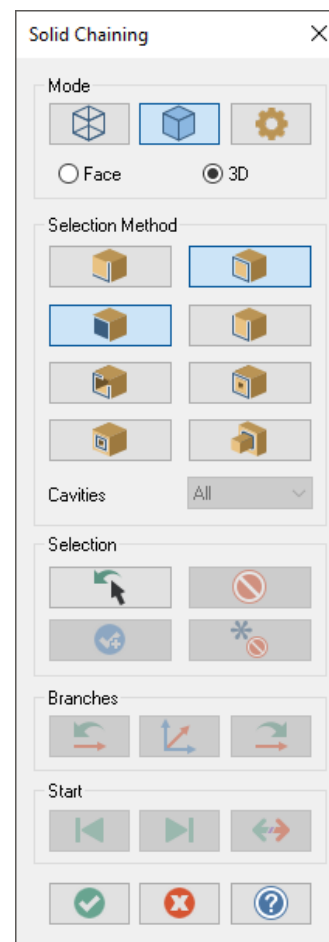 Solid Chaining
Mode
Face 3D
Selection Method
Cavities All
Selection
Branches
Start